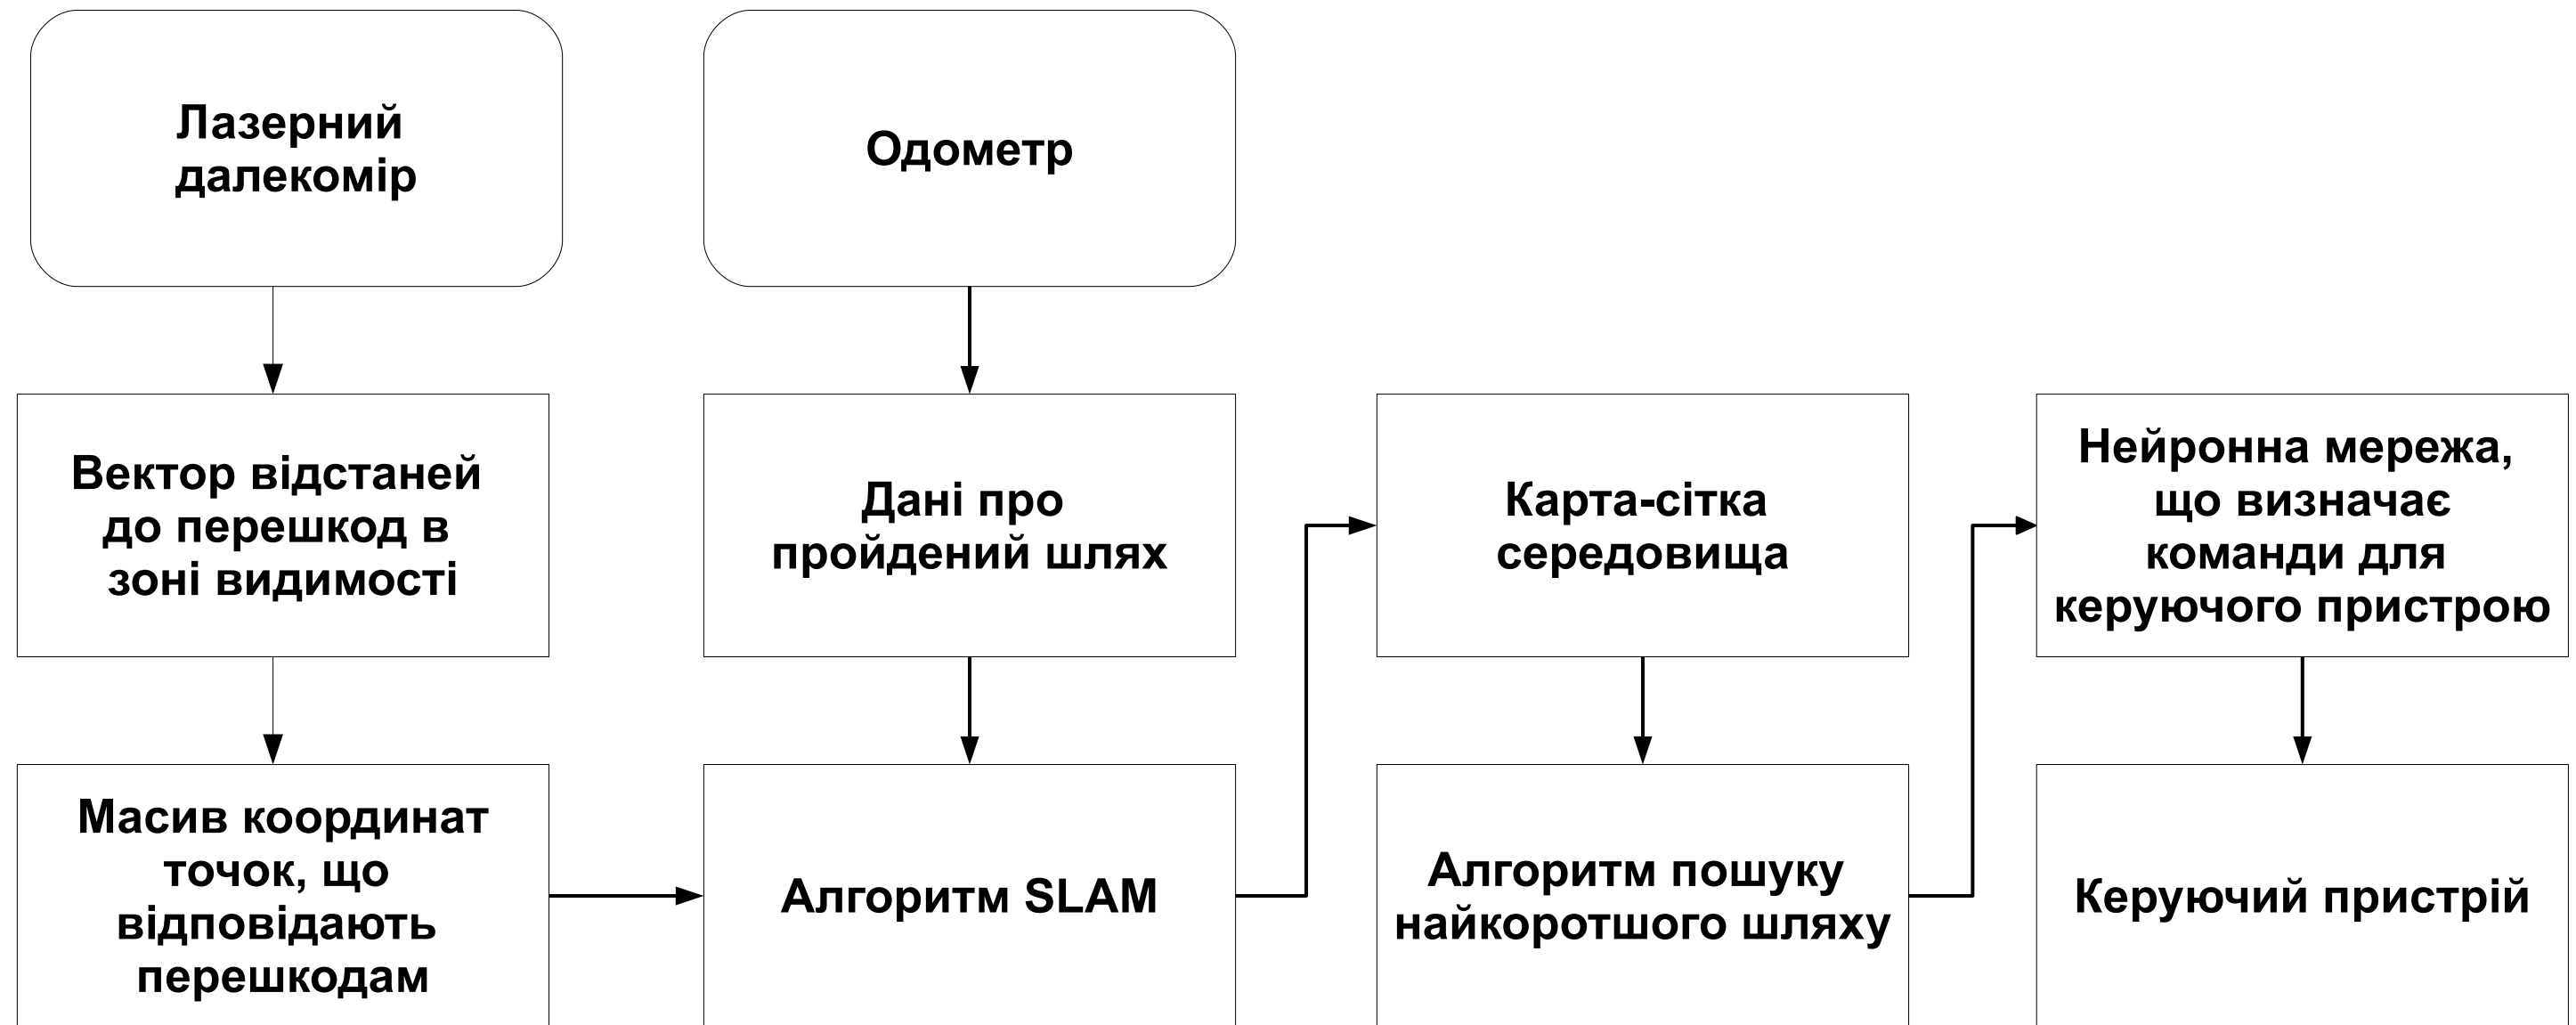 Лазерний
далекомір
Одометр
Вектор відстаней
до перешкод в
зоні видимості
Дані про
пройдений шлях
Карта-сітка
середовища
Нейронна мережа,
що визначає
команди для
керуючого пристрою
Масив координат
точок, що
відповідають
перешкодам
Алгоритм SLAM
Алгоритм пошуку
найкоротшого шляху
Керуючий пристрій